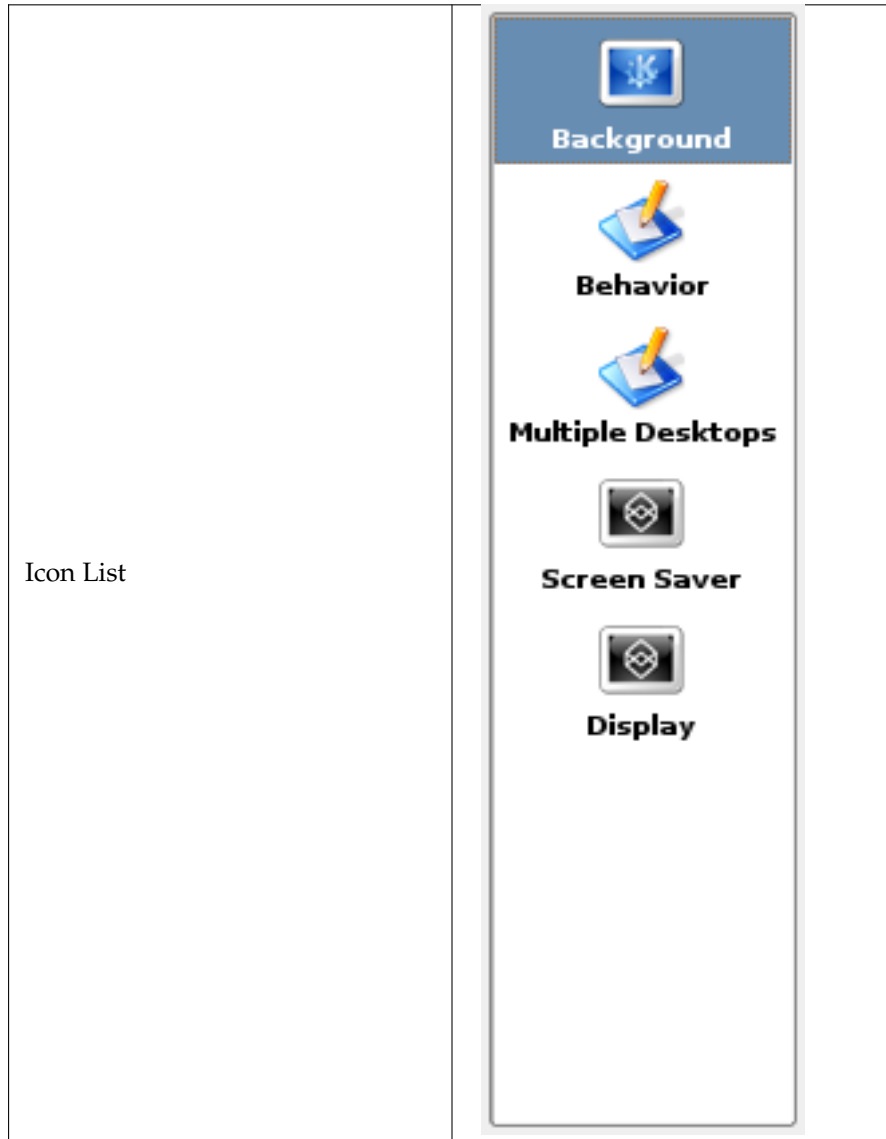 Icon List
Background
Behavior
Multiple Desktops
Screen Saver
Display